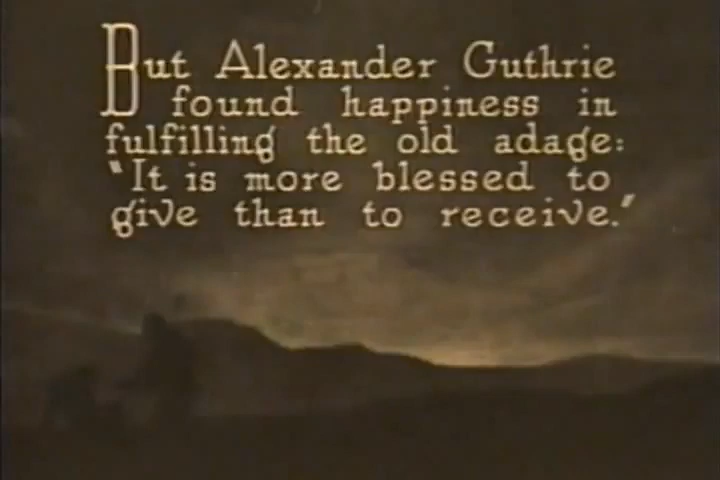 But Alexander Guthrie
found happiness in
fulfilling the old adage:
"It is more blessed to
give than to receive."